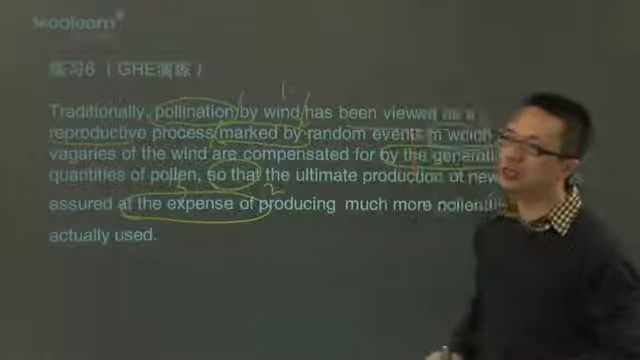 koolearn
练习6（GRE演练）
Traditionally, pollination by wind has been viewed as a
reproductive process marked by random events in which
vagaries of the wind are compensated for by the
quantities of pollen, so that the ultimate production of new
assured at the expense of producing much more pollen
actually used.